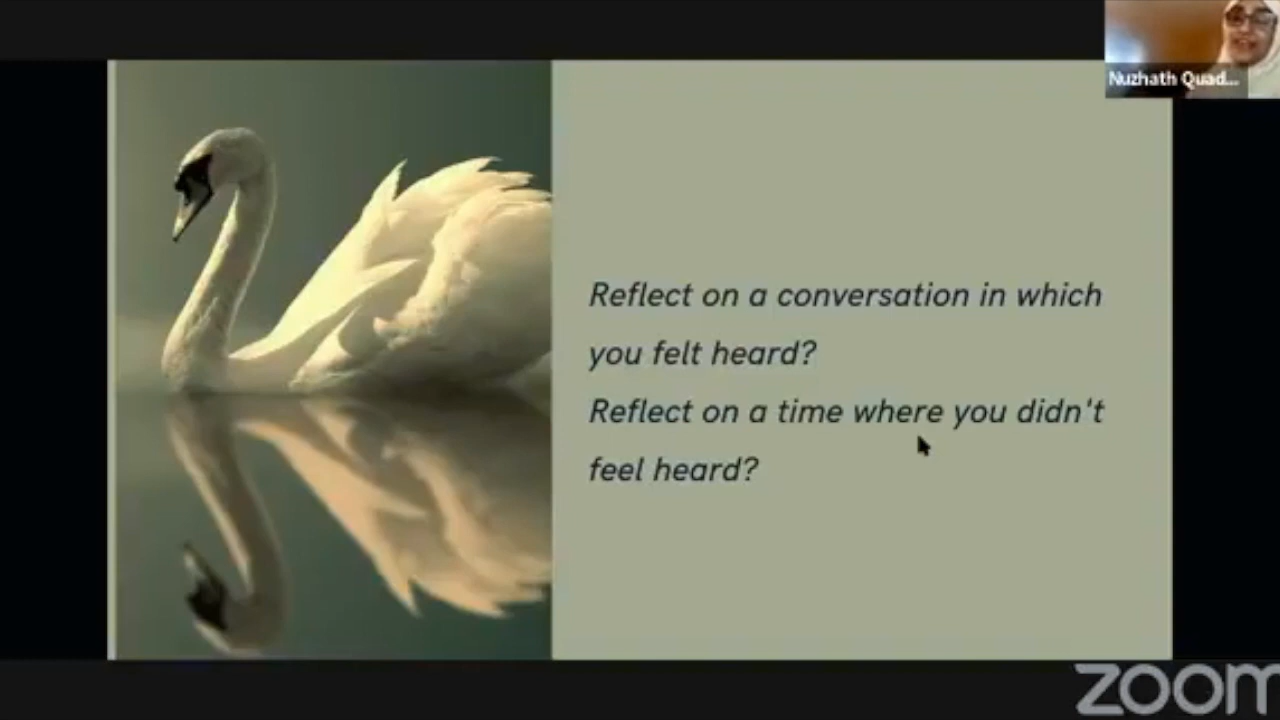 Nuzhath Quad...
Reflect on a conversation in which
you felt heard?
Reflect on a time where you didn't
feel heard?
zoom